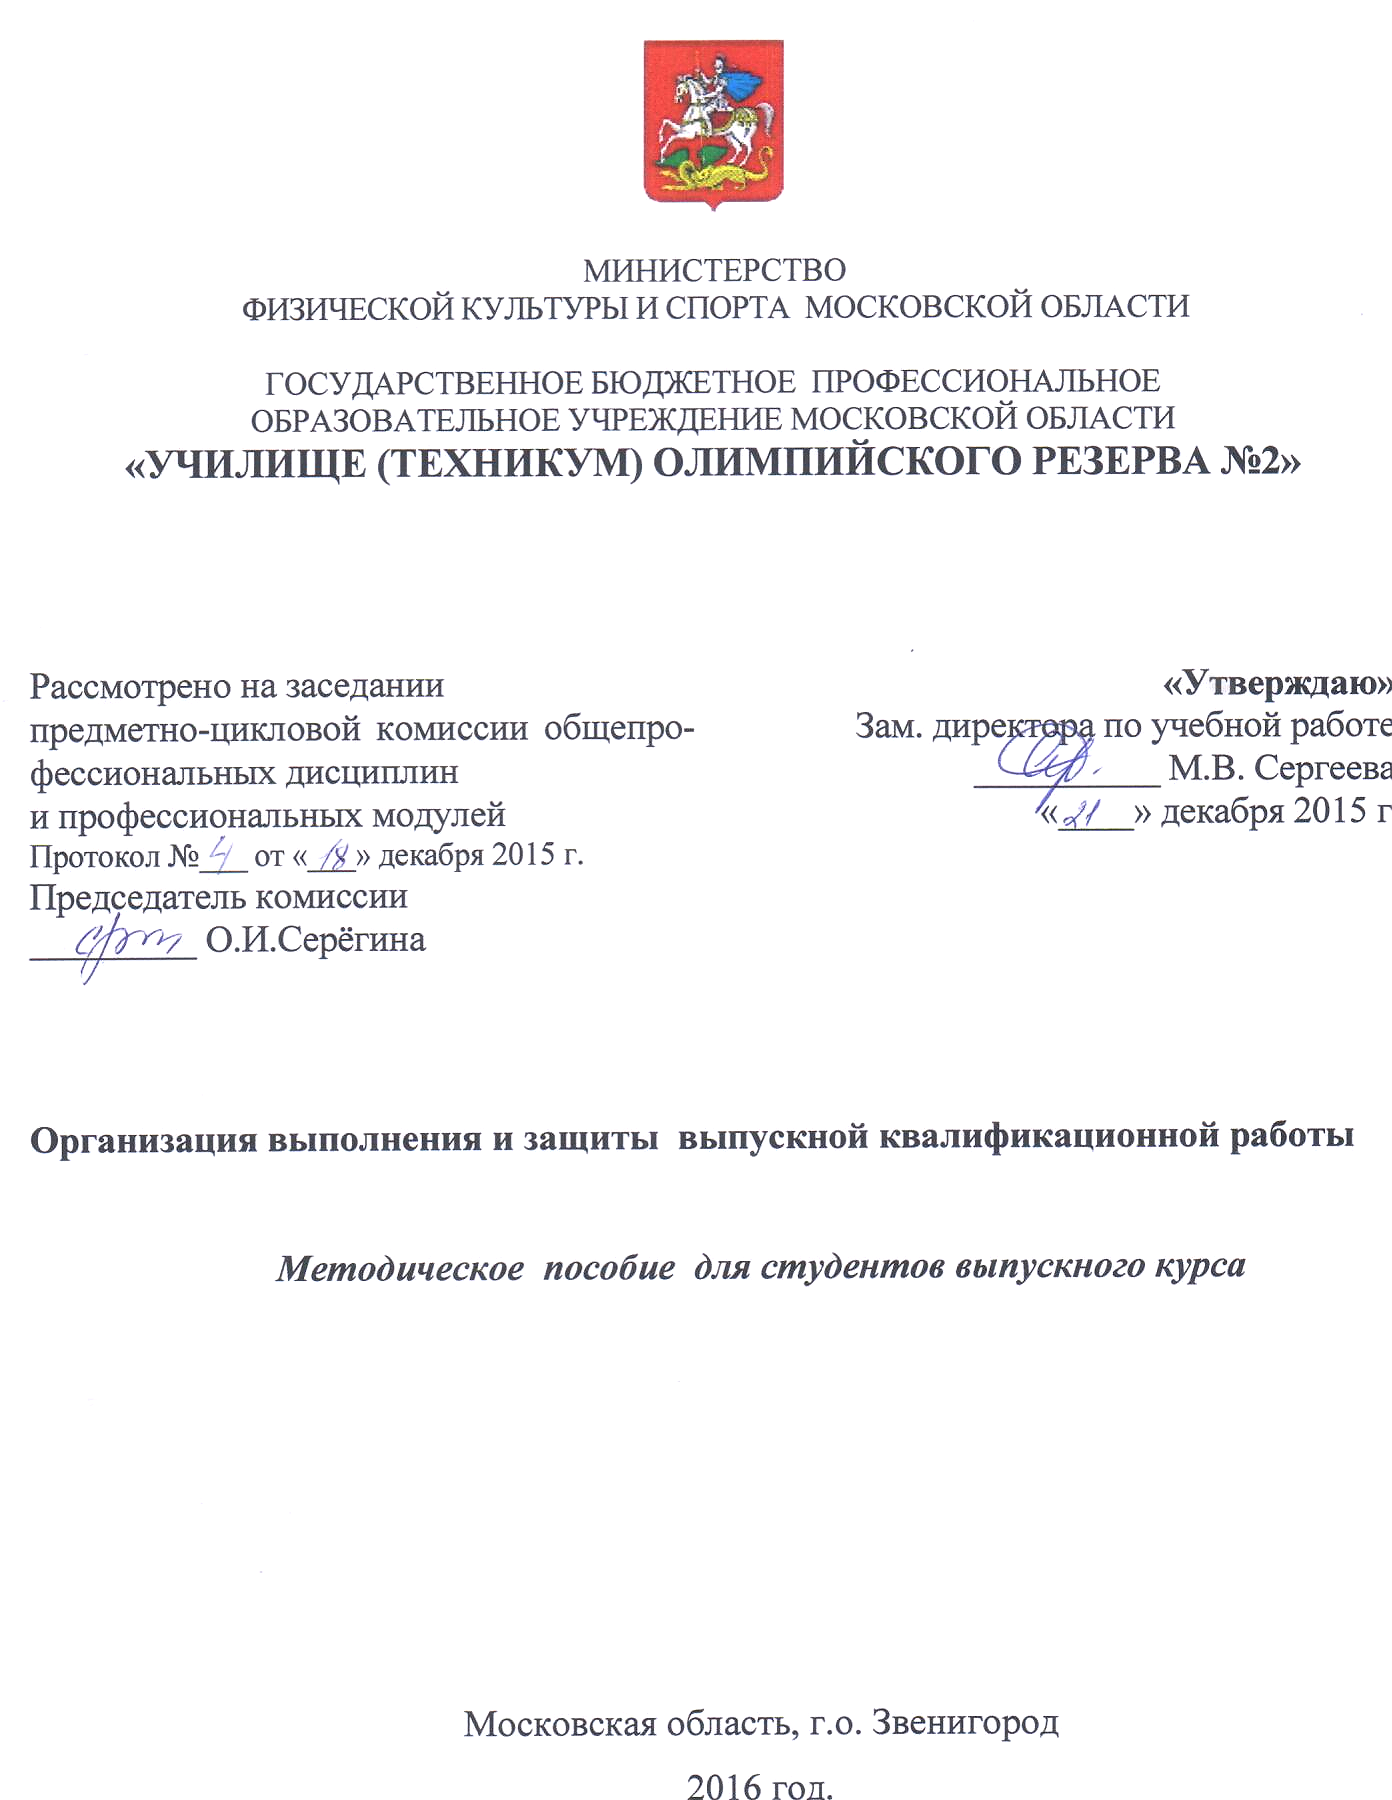 МИНИСТЕРСТВО
ФИЗИЧЕСКОЙ КУЛЬТУРЫ И СПОРТА МОСКОВСКОЙ ОБЛАСТИ
ГОСУДАРСТВЕННОЕ БЮДЖЕТНОЕ ПРОФЕССИОНАЛЬНОЕ
ОБРАЗОВАТЕЛЬНОЕ УЧРЕЖДЕНИЕ МОСКОВСКОЙ ОБЛАСТИ
«УЧИЛИЩЕ (ТЕХНИКУМ) ОЛИМПИЙСКОГО РЕЗЕРВА №2»
Рассмотрено на заседании
предметно-цикловой комиссии общепро-
фессиональных дисциплин
и профессиональных модулей
Протокол № 4 от «18» декабря 2015 г.
Председатель комиссии
О.И.Серёгина
«Утверждаю»
Зам. директора по учебной работе
М.В. Сергеева
«21» декабря 2015 г
Организация выполнения и защиты выпускной квалификационной работы
Методическое пособие для студентов выпускного курса
Московская область, г.о. Звенигород
2016 год.